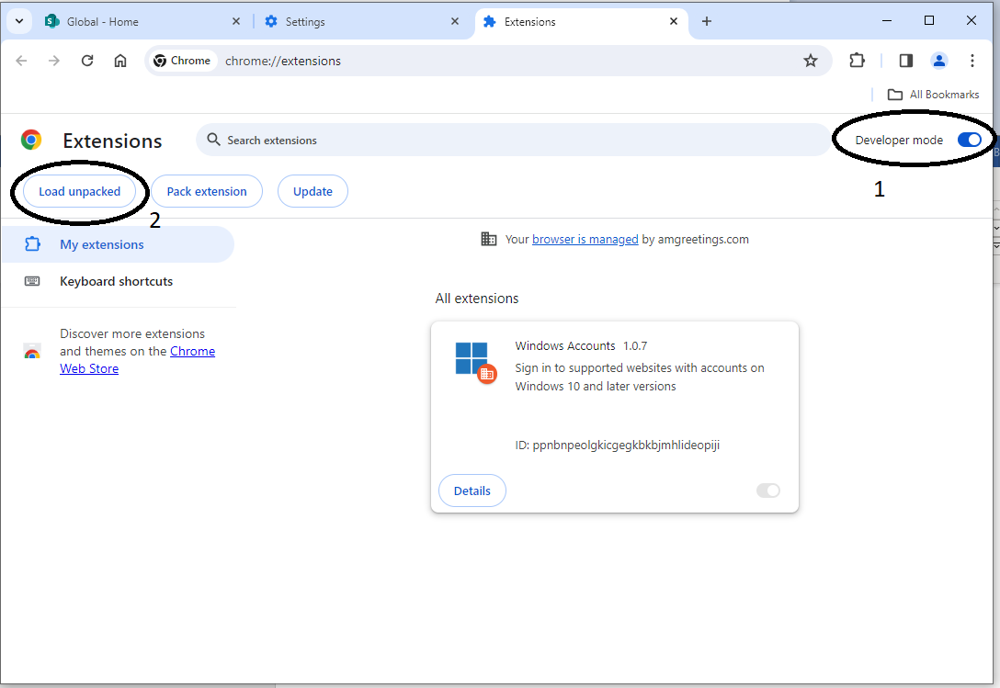 Global - Home
Settings
Extensions
Chrome
chrome://extensions
All Bookmarks
Extensions
Search extensions
Developer mode
1
Load unpacked
Pack extension
Update
2
My extensions
Keyboard shortcuts
Discover more extensions
and themes on the Chrome
Web Store
Your browser is managed by amgreetings.com
All extensions
Windows Accounts 1.0.7
Sign in to supported websites with accounts on
Windows 10 and later versions
ID: ppnbnpeolgkicgegkbkbjmhlideopiji
Details